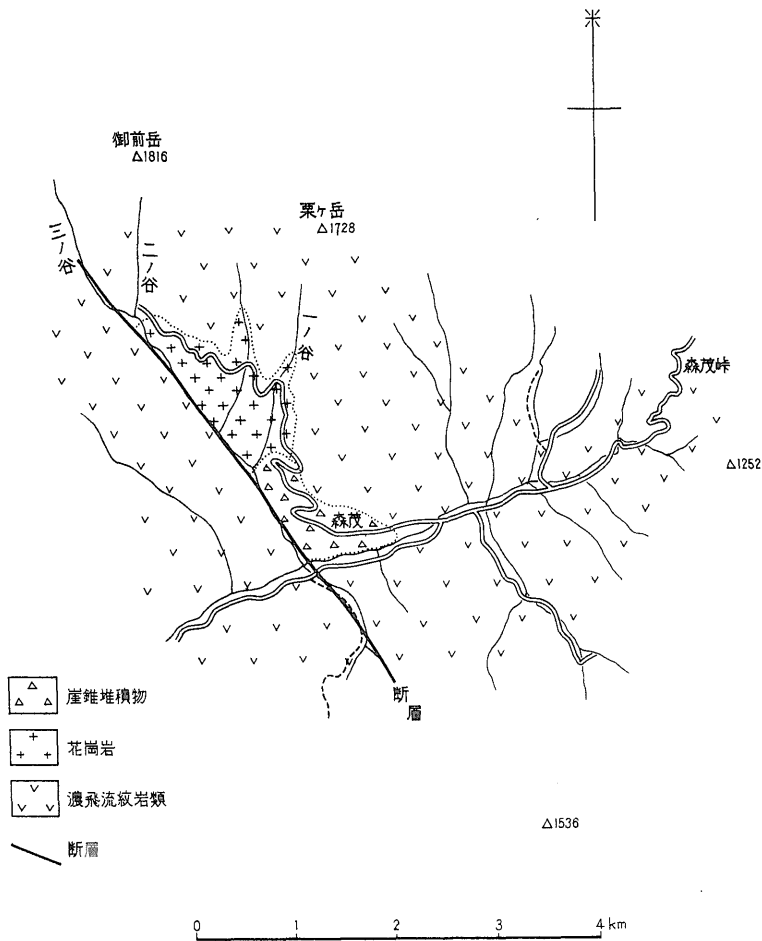 御前岳
△1816
栗ヶ岳
△1728
三ノ谷
二ノ谷
一ノ谷
森茂峠
△1252
森茂
断層
崖錐堆積物
花崗岩
濃飛流紋岩類
断層
△1536
0 1 2 3 4 km